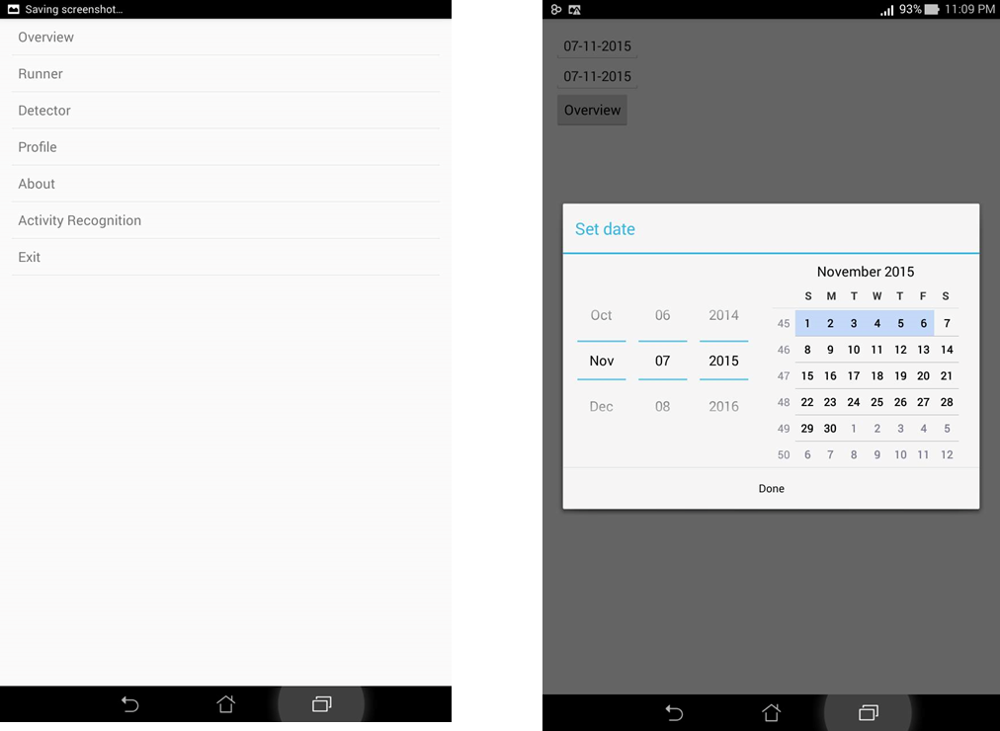 Saving screenshot...
Overview
Runner
Detector
Profile
About
Activity Recognition
Exit
93% 11:09 PM
07-11-2015
07-11-2015
Overview
Set date
Oct 06 2014
Nov 07 2015
Dec 08 2016
November 2015
S M T W T F S
45 1 2 3 4 5 6 7
46 8 9 10 11 12 13 14
47 15 16 17 18 19 20 21
48 22 23 24 25 26 27 28
49 29 30 1 2 3 4 5
50 6 7 8 9 10 11 12
Done